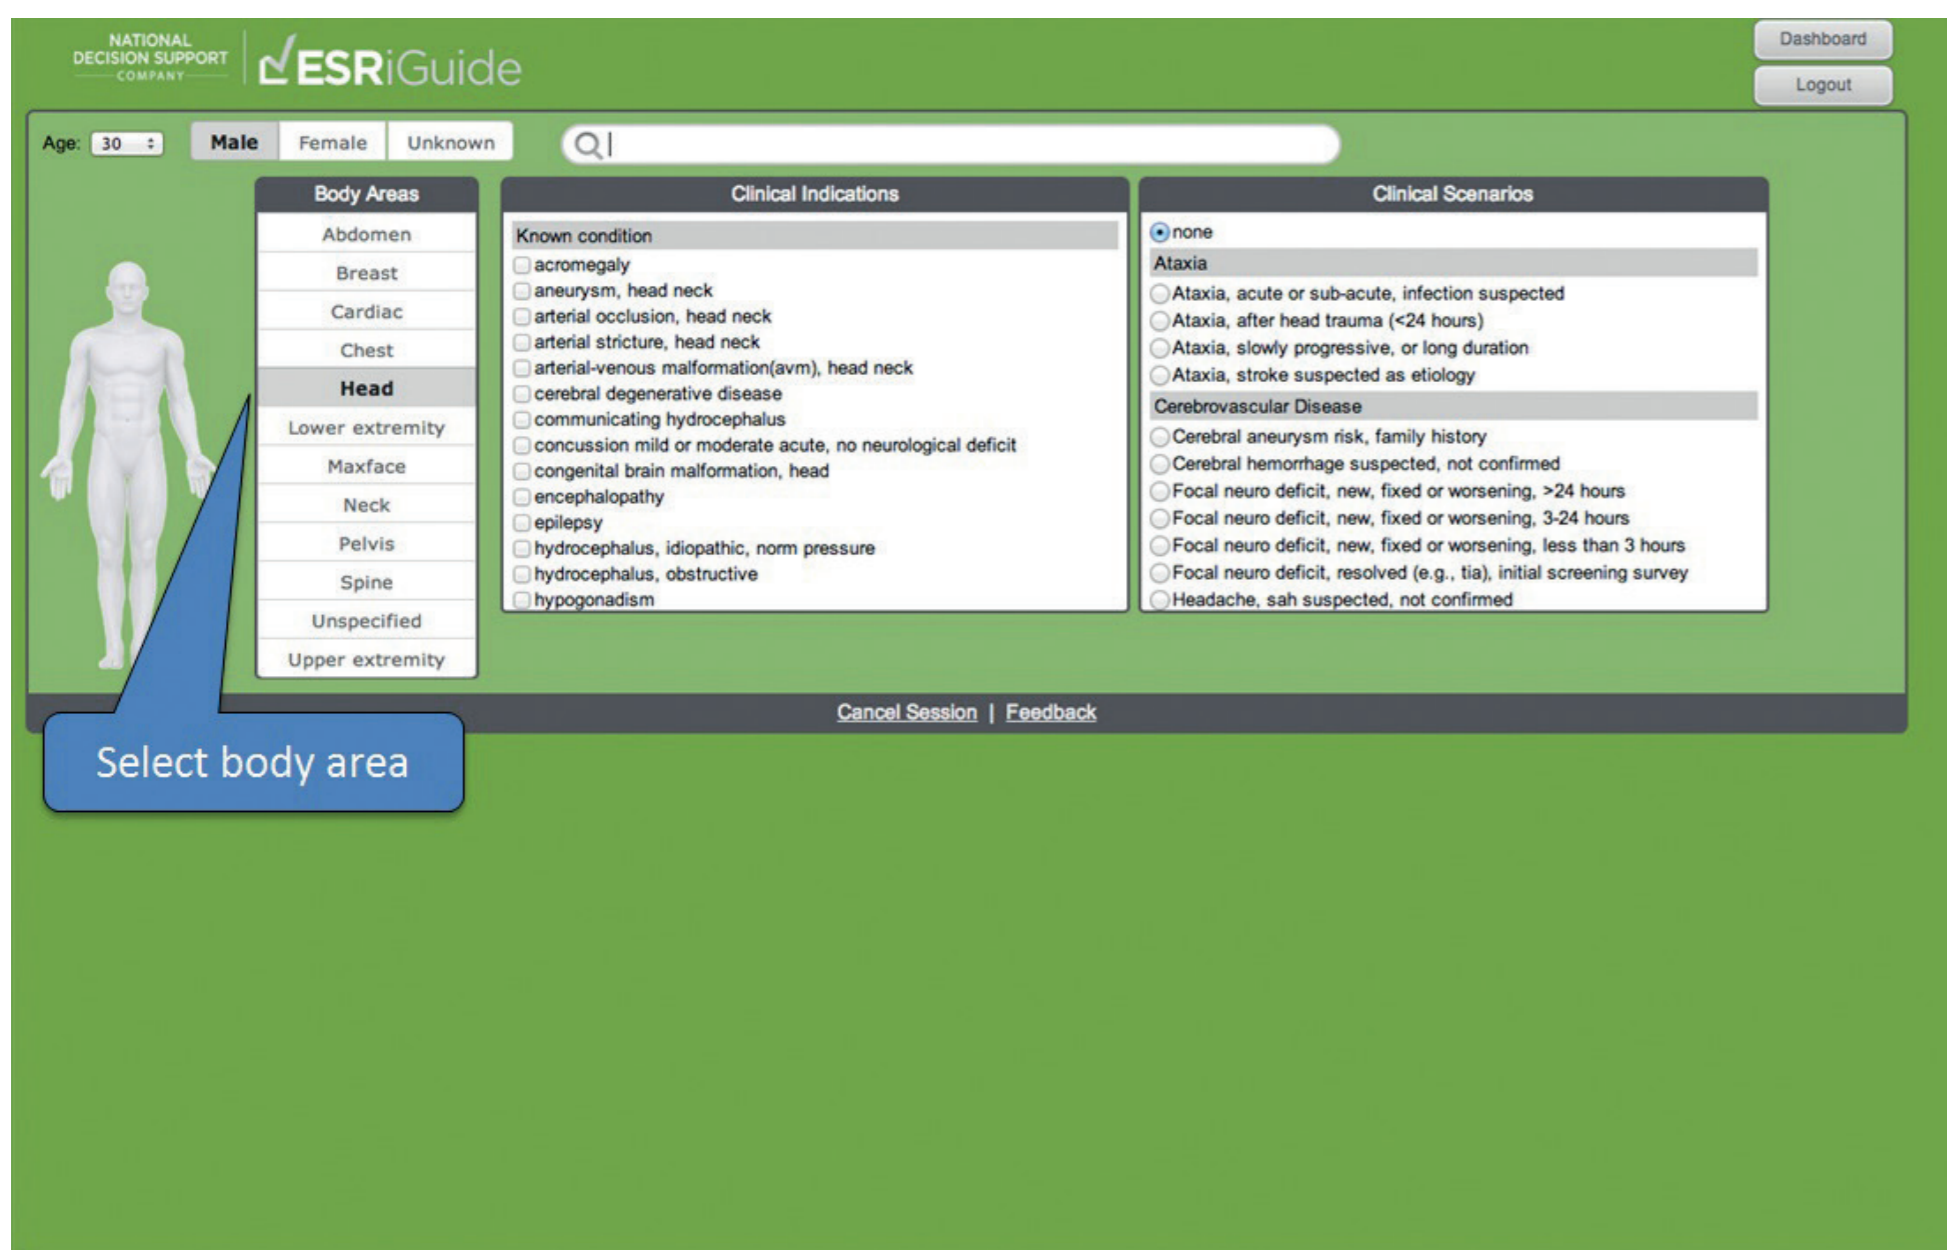 NATIONAL
DECISION SUPPORT
COMPANY
ESRiGuide
Dashboard
Logout
Age: 30
Male
Female
Unknown
Body Areas
Abdomen
Breast
Cardiac
Chest
Head
Lower extremity
Maxface
Neck
Pelvis
Spine
Unspecified
Upper extremity
Clinical Indications
Known condition
acromegaly
aneurysm, head neck
arterial occlusion, head neck
arterial stricture, head neck
arterial-venous malformation(avm), head neck
cerebral degenerative disease
communicating hydrocephalus
concussion mild or moderate acute, no neurological deficit
congenital brain malformation, head
encephalopathy
epilepsy
hydrocephalus, idiopathic, norm pressure
hydrocephalus, obstructive
hypogonadism
Clinical Scenarios
none
Ataxia
Ataxia, acute or sub-acute, infection suspected
Ataxia, after head trauma (<24 hours)
Ataxia, slowly progressive, or long duration
Ataxia, stroke suspected as etiology
Cerebrovascular Disease
Cerebral aneurysm risk, family history
Cerebral hemorrhage suspected, not confirmed
Focal neuro deficit, new, fixed or worsening, >24 hours
Focal neuro deficit, new, fixed or worsening, 3-24 hours
Focal neuro deficit, new, fixed or worsening, less than 3 hours
Focal neuro deficit, resolved (e.g., tia), initial screening survey
Headache, sah suspected, not confirmed
Cancel Session | Feedback
Select body area